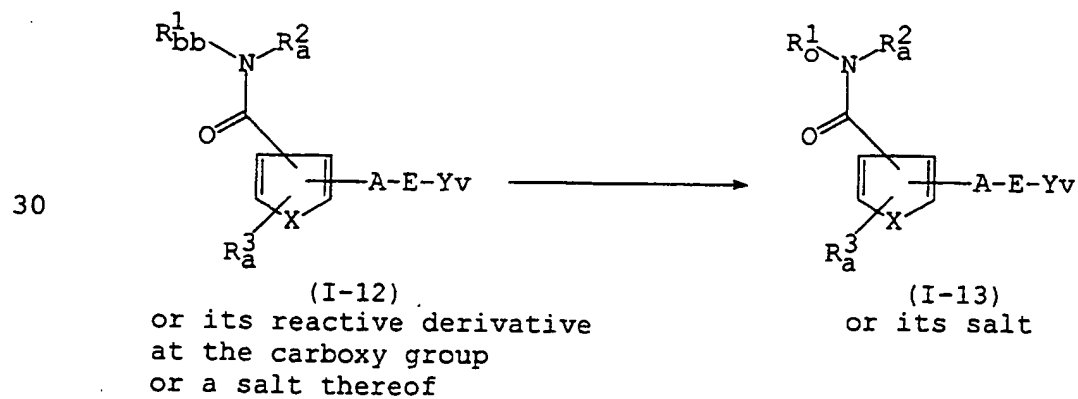 R¹bb N R²a R¹o N R²a
O O
30 A-E-Yv A-E-Yv
X X
R³a R³a
(I-12) (I-13)
or its reactive derivative or its salt
at the carboxy group
or a salt thereof